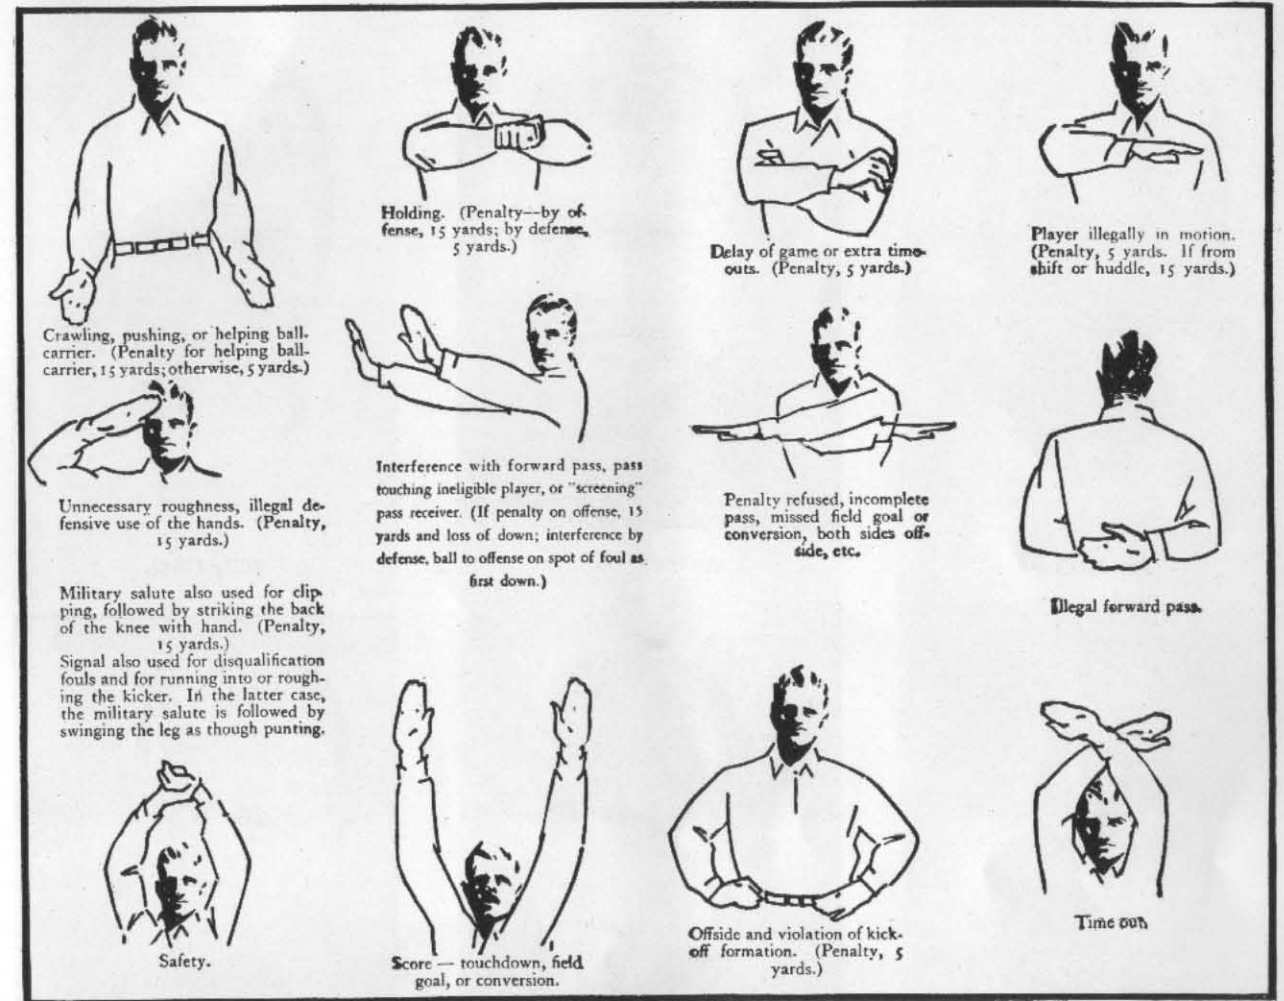 Crawling, pushing, or helping ball-
carrier. (Penalty for helping ball-
carrier, 15 yards; otherwise, 5 yards.)
Holding. (Penalty--by of-
fense, 15 yards; by defense,
5 yards.)
Delay of game or extra time-
outs. (Penalty, 5 yards.)
Player illegally in motion.
(Penalty, 5 yards. If from
shift or huddle, 15 yards.)
Unnecessary roughness, illegal de-
fensive use of the hands. (Penalty,
15 yards.)
Military salute also used for clip-
ping, followed by striking the back
of the knee with hand. (Penalty,
15 yards.)
Signal also used for disqualification
fouls and for running into or rough-
ing the kicker. In the latter case,
the military salute is followed by
swinging the leg as though punting.
Interference with forward pass, pass
touching ineligible player, or "screening"
pass receiver. (If penalty on offense, 15
yards and loss of down; interference by
defense, ball to offense on spot of foul as
first down.)
Penalty refused, incomplete
pass, missed field goal or
conversion, both sides off-
side, etc.
Illegal forward pass.
Safety.
Score — touchdown, field
goal, or conversion.
Offside and violation of kick-
off formation. (Penalty, 5
yards.)
Time out